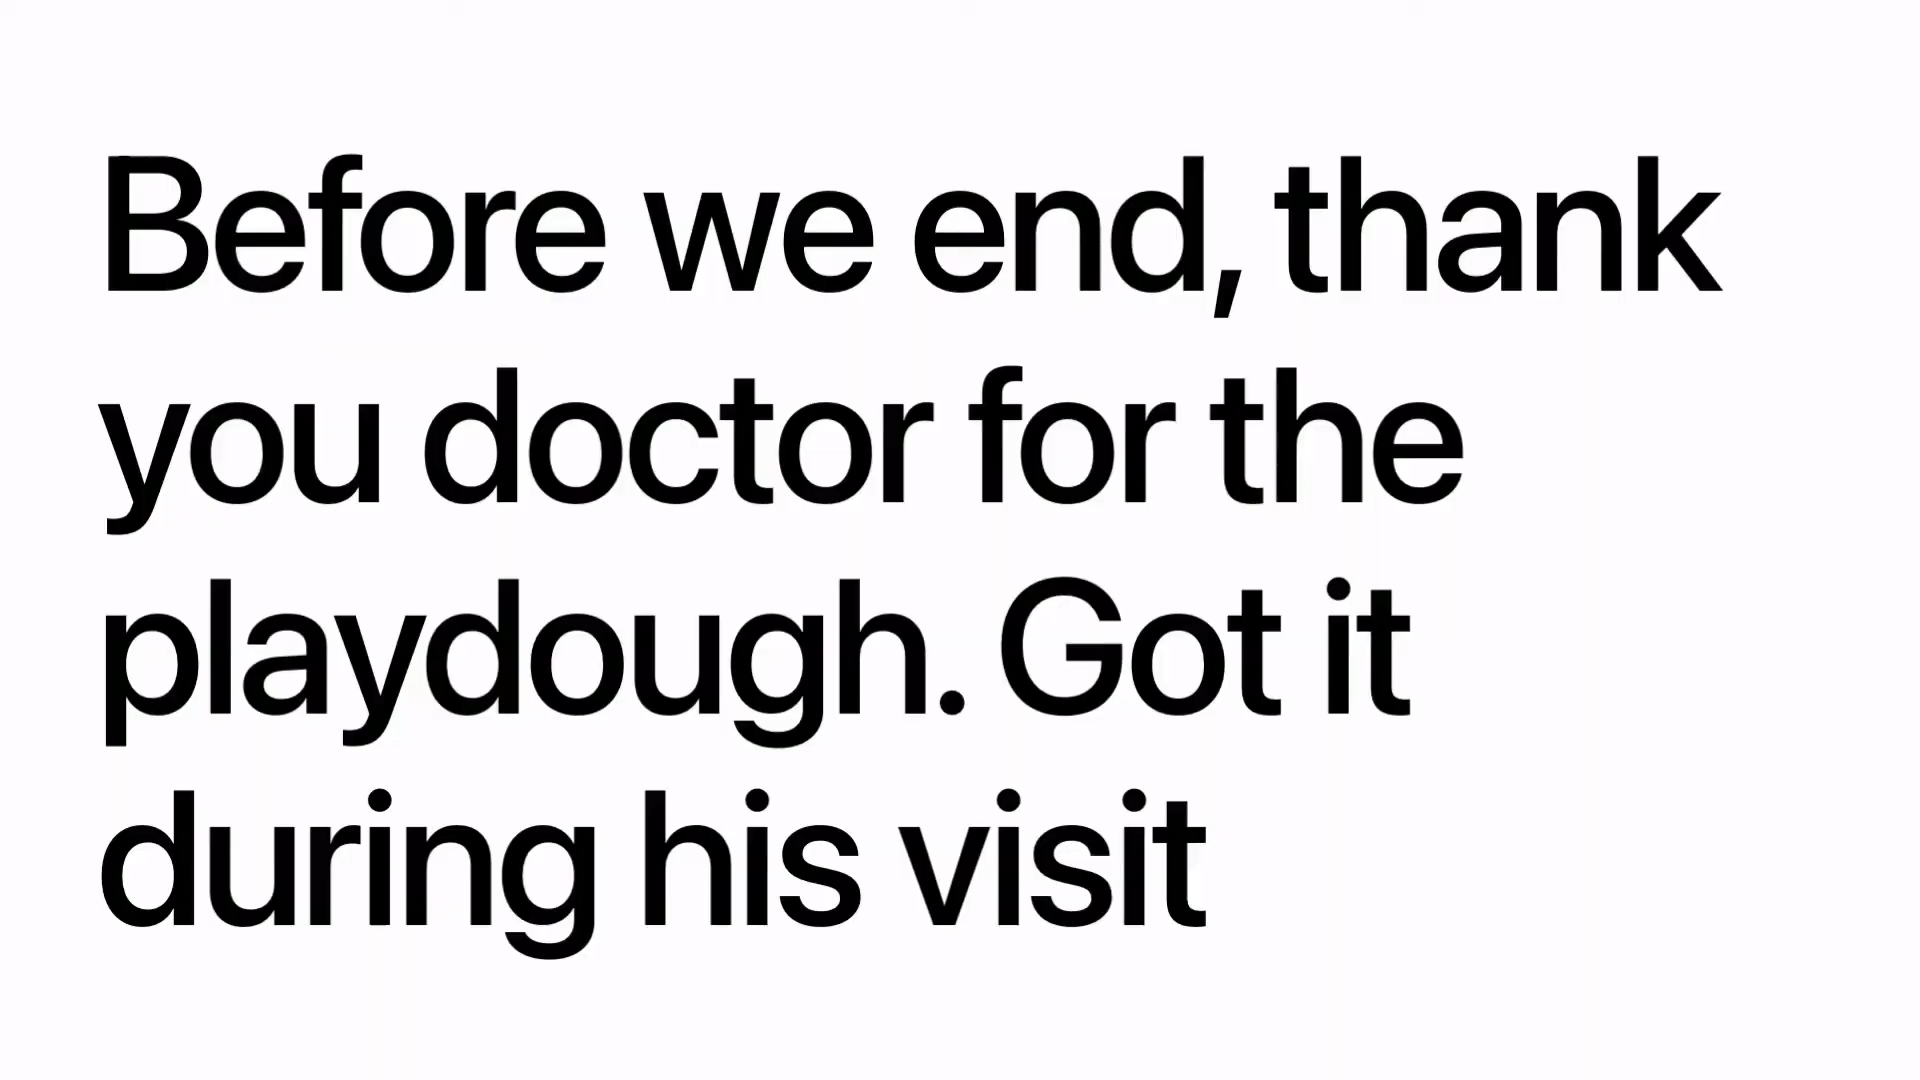 Before we end, thank
you doctor for the
playdough. Got it
during his visit